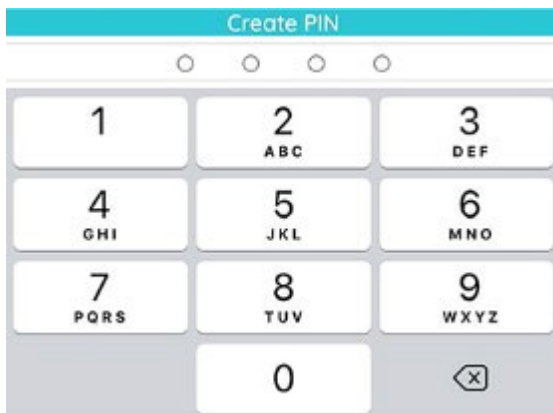 Create PIN
1 2 3
ABC DEF
4 5 6
GHI JKL MNO
7 8 9
PQRS TUV WXYZ
0